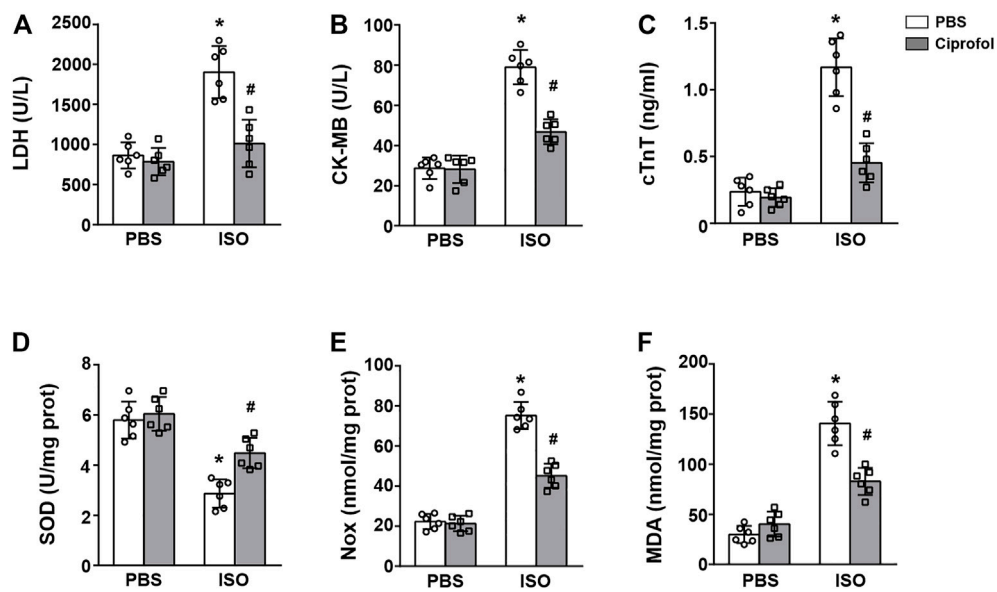 A
LDH (U/L)
2500
2000
1500
1000
500
0
*
#
PBS
ISO
B
CK-MB (U/L)
100
80
60
40
20
0
*
#
PBS
ISO
C
cTnT (ng/ml)
1.5
1.0
0.5
0
*
#
PBS
ISO
PBS
Ciprofol
D
SOD (U/mg prot)
8
6
4
2
0
*
#
PBS
ISO
E
Nox (nmol/mg prot)
100
80
60
40
20
0
*
#
PBS
ISO
F
MDA (nmol/mg prot)
200
150
100
50
0
*
#
PBS
ISO